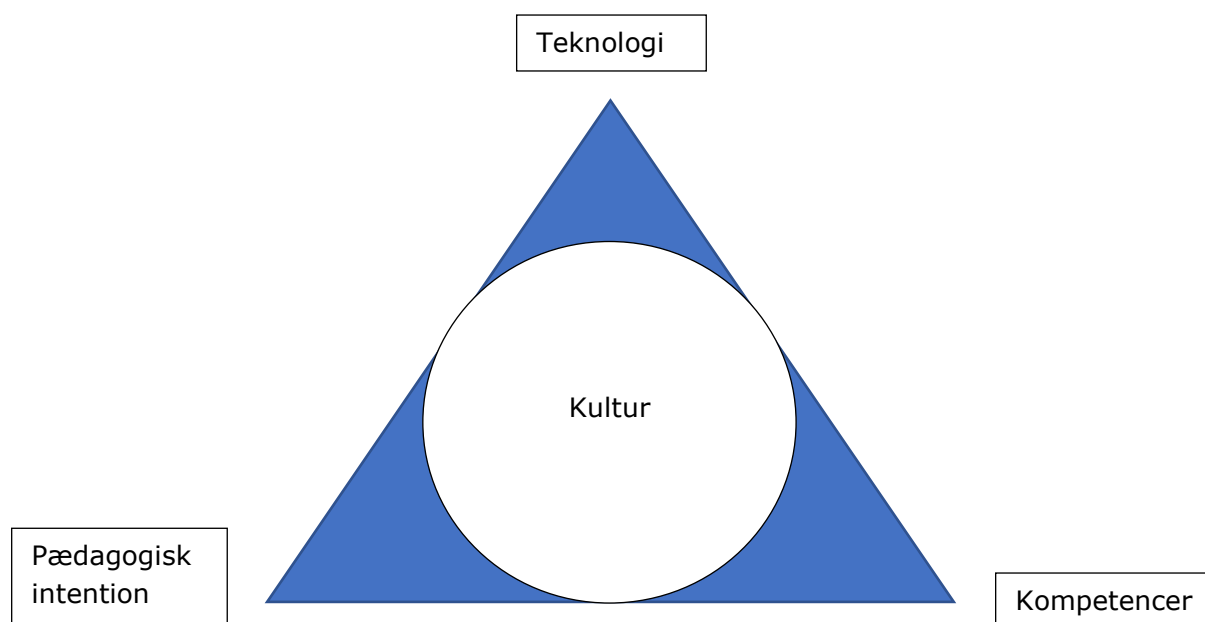 Teknologi
Kultur
Pædagogisk
intention
Kompetencer